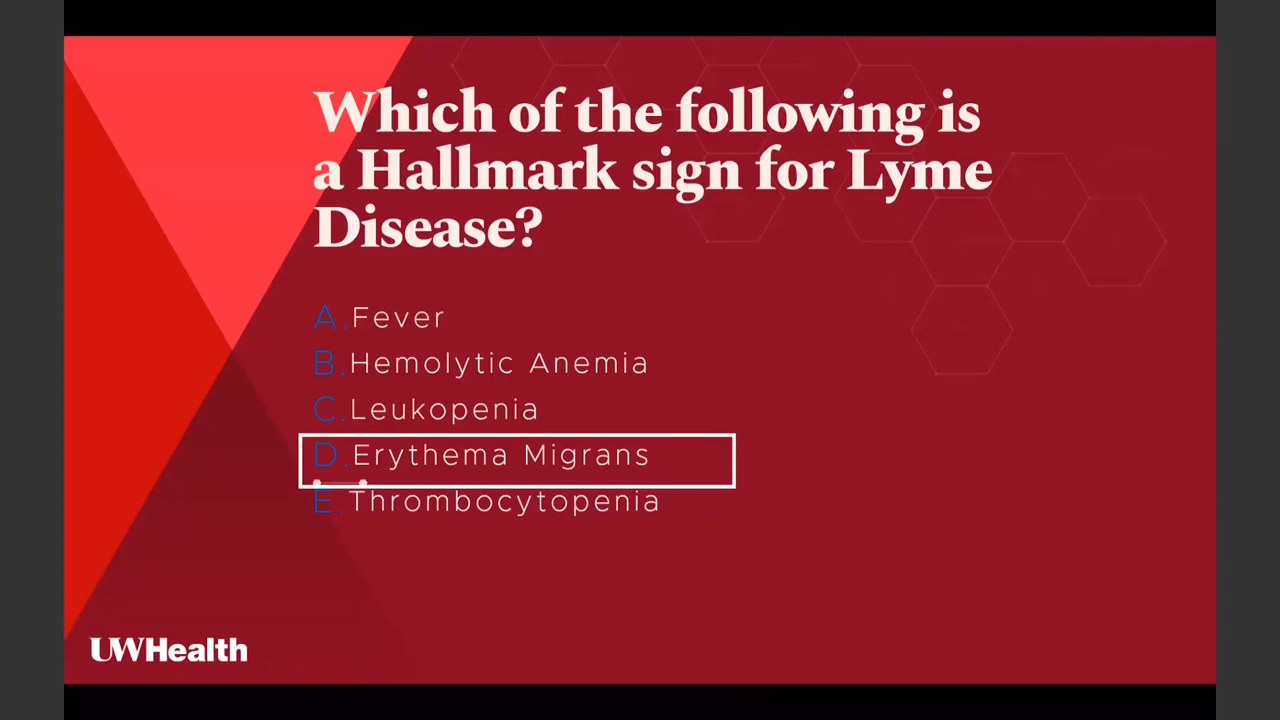 Which of the following is
a Hallmark sign for Lyme
Disease?
A. Fever
B. Hemolytic Anemia
C. Leukopenia
D. Erythema Migrans
E. Thrombocytopenia
UWHealth